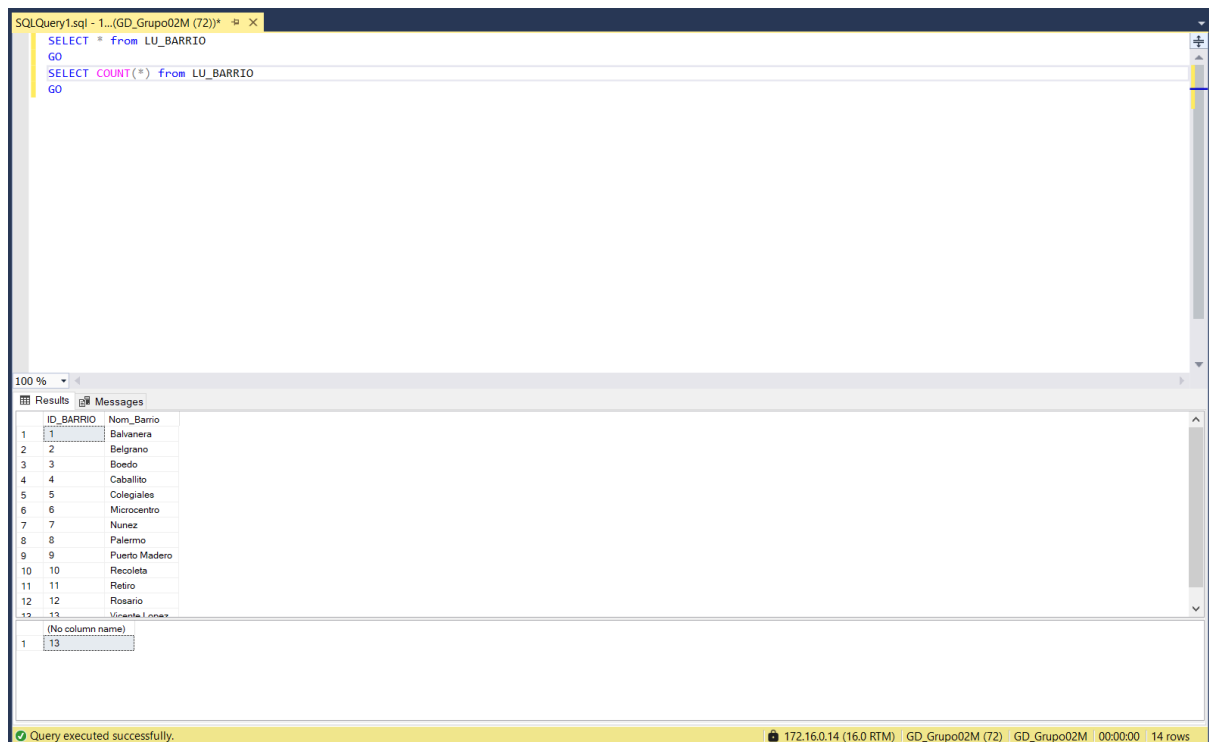 SQLQuery1.sql - 1...(GD_Grupo02M (72))*
SELECT * from LU_BARRIO
GO
SELECT COUNT(*) from LU_BARRIO
GO
100 %
Results Messages
ID_BARRIO Nom_Barrio
1 1 Balvanera
2 2 Belgrano
3 3 Boedo
4 4 Caballito
5 5 Colegiales
6 6 Microcentro
7 7 Nunez
8 8 Palermo
9 9 Puerto Madero
10 10 Recoleta
11 11 Retiro
12 12 Rosario
13 13 Vicente Lopez
(No column name)
1 13
Query executed successfully. 172.16.0.14 (16.0 RTM) GD_Grupo02M (72) GD_Grupo02M 00:00:00 14 rows